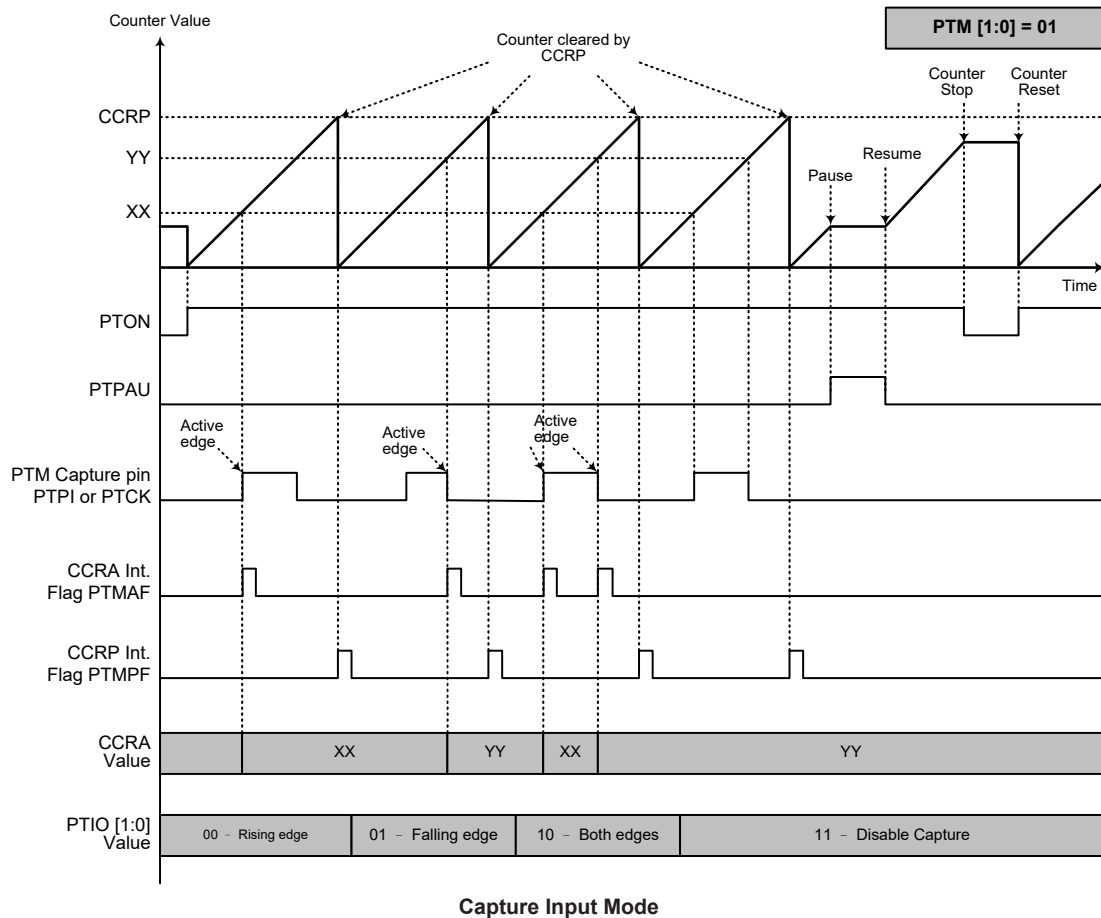 Counter Value
PTM [1:0] = 01
Counter cleared by
CCRP
Counter
Stop
Counter
Reset
CCRP
YY
XX
Pause
Resume
Time
PTON
PTPAU
Active
edge
Active
edge
Active
edge
PTM Capture pin
PTPI or PTCK
CCRA Int.
Flag PTMAF
CCRP Int.
Flag PTMPF
CCRA
Value
XX
YY
XX
YY
PTIO [1:0]
Value
00 – Rising edge
01 – Falling edge
10 – Both edges
11 – Disable Capture
Capture Input Mode